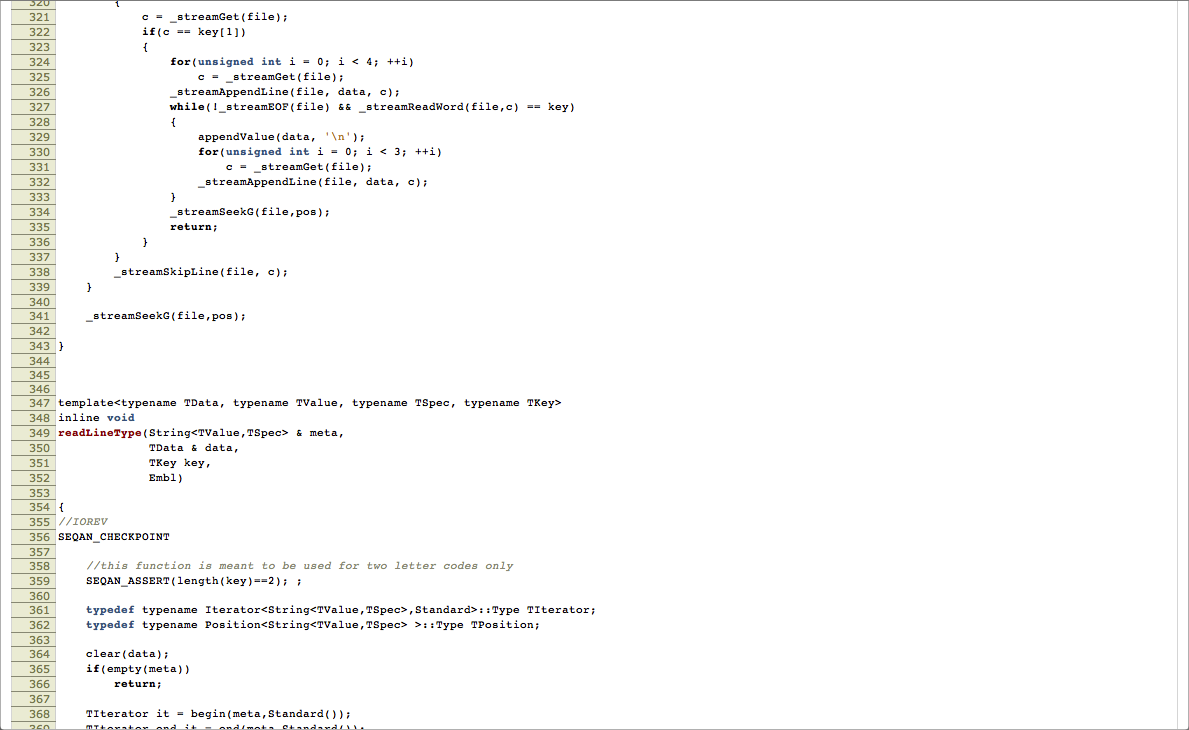 320         {
321             c = _streamGet(file);
322             if(c == key[1])
323             {
324                 for(unsigned int i = 0; i < 4; ++i)
325                     c = _streamGet(file);
326                 _streamAppendLine(file, data, c);
327                 while(!_streamEOF(file) && _streamReadWord(file,c) == key)
328                 {
329                     appendValue(data, '\n');
330                     for(unsigned int i = 0; i < 3; ++i)
331                         c = _streamGet(file);
332                     _streamAppendLine(file, data, c);
333                 }
334                 _streamSeekG(file,pos);
335                 return;
336             }
337         }
338         _streamSkipLine(file, c);
339     }
340
341     _streamSeekG(file,pos);
342
343 }
344
345
346
347 template<typename TData, typename TValue, typename TSpec, typename TKey>
348 inline void
349 readLineType(String<TValue,TSpec> & meta,
350              TData & data,
351              TKey key,
352              Embl)
353
354 {
355 //IOREV
356 SEQAN_CHECKPOINT
357
358     //this function is meant to be used for two letter codes only
359     SEQAN_ASSERT(length(key)==2); ;
360
361     typedef typename Iterator<String<TValue,TSpec>,Standard>::Type TIterator;
362     typedef typename Position<String<TValue,TSpec> >::Type TPosition;
363
364     clear(data);
365     if(empty(meta))
366         return;
367
368     TIterator it = begin(meta,Standard());
369     TIterator end_it = end(meta,Standard());